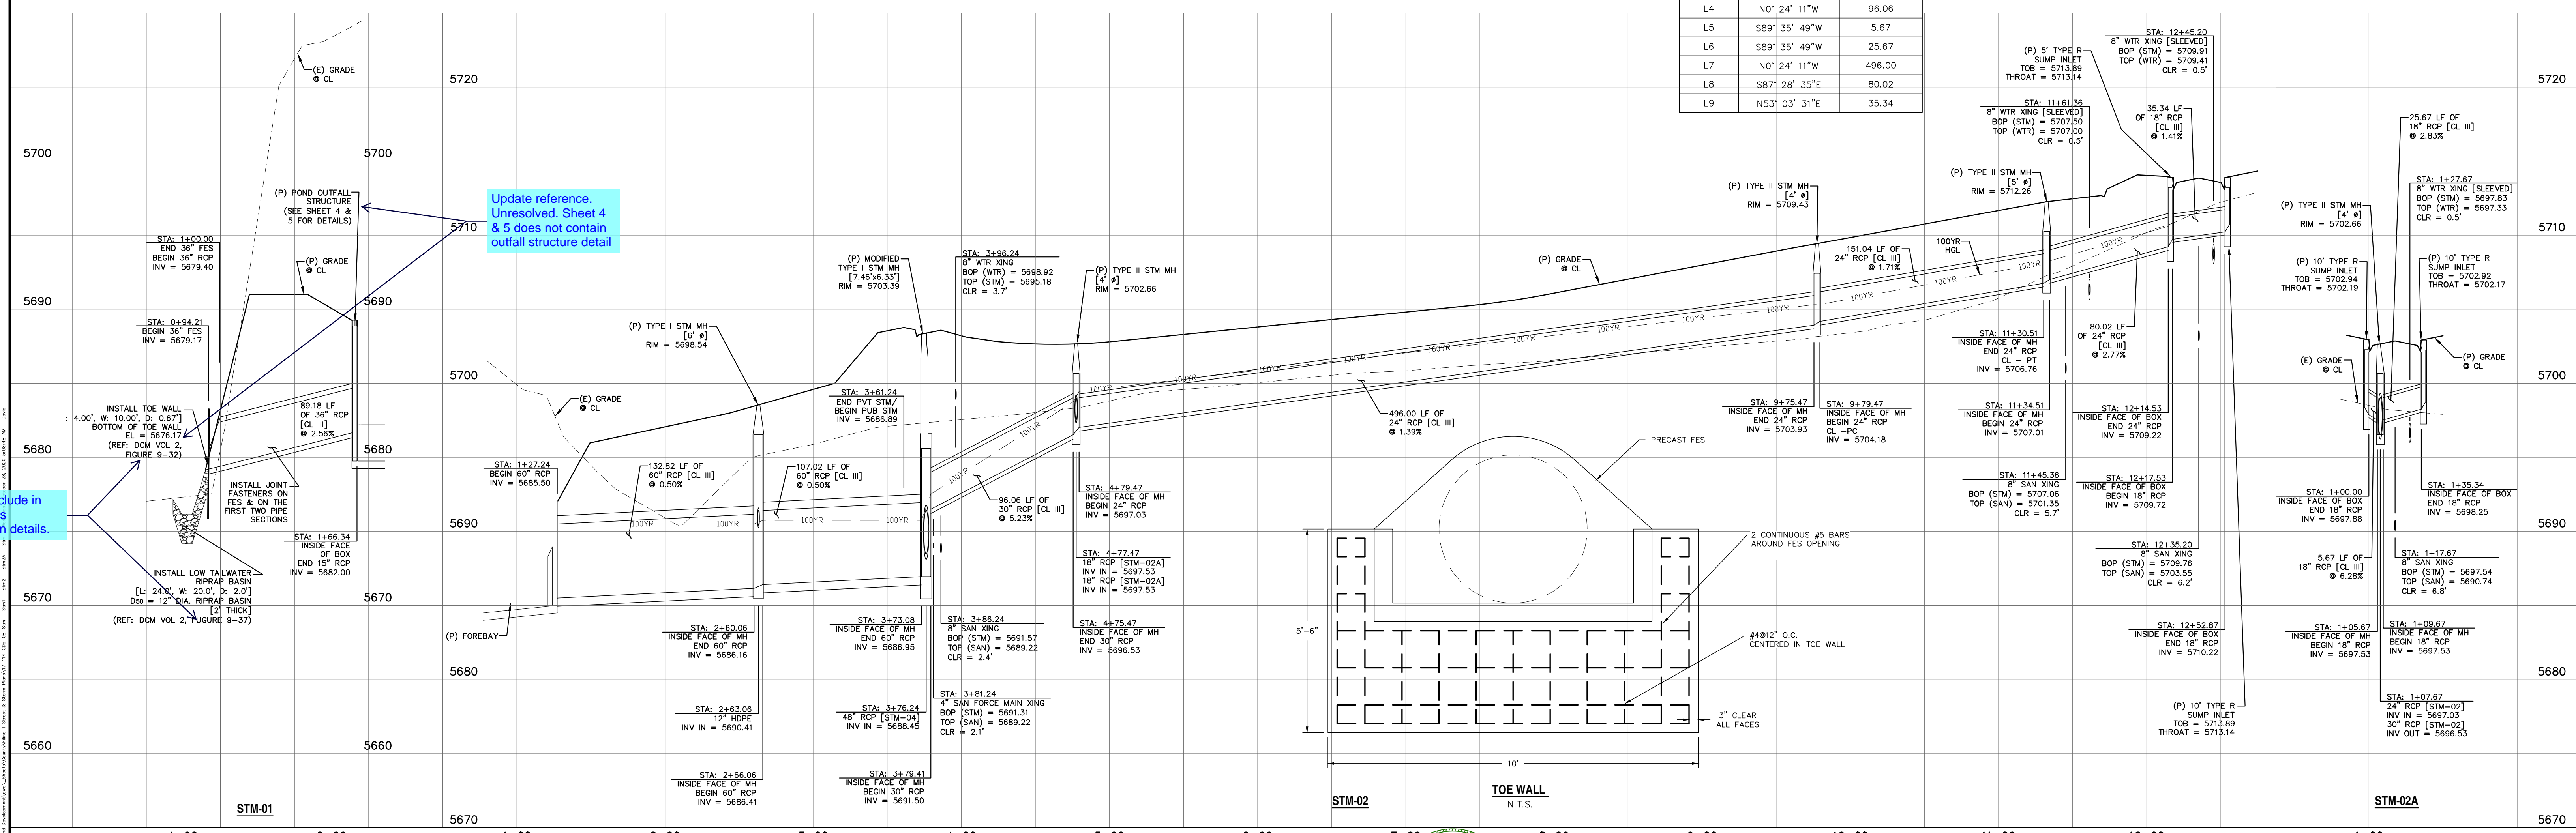 L4 N0° 24' 11"W 96.06
L5 S89° 35' 49"W 5.67
L6 S89° 35' 49"W 25.67
L7 N0° 24' 11"W 496.00
L8 S87° 28' 35"E 80.02
L9 N53° 03' 31"E 35.34
5700
5690
5680
5670
5660
(E) GRADE
@ CL
(P) POND OUTFALL
STRUCTURE
(SEE SHEET 4 &
5 FOR DETAILS)
STA: 1+00.00
END 36" FES
BEGIN 36" RCP
INV = 5679.40
(P) GRADE
@ CL
STA: 0+94.21
BEGIN 36" FES
INV = 5679.17
INSTALL TOE WALL
: 4.00', W: 10.00', D: 0.67']
BOTTOM OF TOE WALL
EL = 5676.17
(REF: DCM VOL 2,
FIGURE 9-32)
89.18 LF
OF 36" RCP
[CL III]
@ 2.56%
INSTALL JOINT
FASTENERS ON
FES & ON THE
FIRST TWO PIPE
SECTIONS
STA: 1+66.34
INSIDE FACE
OF BOX
END 15" RCP
INV = 5682.00
INSTALL LOW TAILWATER
RIPRAP BASIN
[L: 24.0', W: 20.0', D: 2.0']
D50 = 12" DIA. RIPRAP BASIN
[2' THICK]
(REF: DCM VOL 2, FUGURE 9-37)
clude in
s
n details.
STM-01
5700
5690
5680
5670
5660
Update reference.
Unresolved. Sheet 4
& 5 does not contain
outfall structure detail
5720
5710
5700
5690
5680
5670
STA: 1+27.24
BEGIN 60" RCP
INV = 5685.50
(E) GRADE
@ CL
(P) FOREBAY
132.82 LF OF
60" RCP [CL III]
@ 0.50%
(P) TYPE I STM MH
[6' ø]
RIM = 5698.54
107.02 LF OF
60" RCP [CL III]
@ 0.50%
100YR 100YR 100YR 100YR
STA: 2+60.06
INSIDE FACE OF MH
END 60" RCP
INV = 5686.16
STA: 2+63.06
12" HDPE
INV IN = 5690.41
STA: 2+66.06
INSIDE FACE OF MH
BEGIN 60" RCP
INV = 5686.41
(P) MODIFIED
TYPE I STM MH
[7.46'x6.33']
RIM = 5703.39
STA: 3+61.24
END PVT STM/
BEGIN PUB STM
INV = 5686.89
STA: 3+73.08
INSIDE FACE OF MH
END 60" RCP
INV = 5686.95
STA: 3+76.24
48" RCP [STM-04]
INV IN = 5688.45
STA: 3+79.41
INSIDE FACE OF MH
BEGIN 30" RCP
INV = 5691.50
STA: 3+96.24
8" WTR XING
BOP (WTR) = 5698.92
TOP (STM) = 5695.18
CLR = 3.7'
STA: 3+86.24
8" SAN XING
BOP (STM) = 5691.57
TOP (SAN) = 5689.22
CLR = 2.4'
STA: 3+81.24
4" SAN FORCE MAIN XING
BOP (STM) = 5691.31
TOP (SAN) = 5689.22
CLR = 2.1'
96.06 LF OF
30" RCP [CL III]
@ 5.23%
(P) TYPE II STM MH
[4' ø]
RIM = 5702.66
STA: 4+79.47
INSIDE FACE OF MH
BEGIN 24" RCP
INV = 5697.03
STA: 4+77.47
18" RCP [STM-02A]
INV IN = 5697.53
18" RCP [STM-02A]
INV IN = 5697.53
STA: 4+75.47
INSIDE FACE OF MH
END 30" RCP
INV = 5696.53
100YR 100YR 100YR 100YR 100YR 100YR 100YR 100YR 100YR 100YR 100YR 100YR 100YR
496.00 LF OF
24" RCP [CL III]
@ 1.39%
(P) GRADE
@ CL
PRECAST FES
2 CONTINUOUS #5 BARS
AROUND FES OPENING
#4@12" O.C.
CENTERED IN TOE WALL
3" CLEAR
ALL FACES
5'-6"
10'
STM-02
TOE WALL
N.T.S.
(P) TYPE II STM MH
[4' ø]
RIM = 5709.43
STA: 9+75.47
INSIDE FACE OF MH
END 24" RCP
INV = 5703.93
STA: 9+79.47
INSIDE FACE OF MH
BEGIN 24" RCP
CL -PC
INV = 5704.18
151.04 LF OF
24" RCP [CL III]
@ 1.71%
100YR
HGL
(P) TYPE II STM MH
[5' ø]
RIM = 5712.26
STA: 11+61.36
8" WTR XING [SLEEVED]
BOP (STM) = 5707.50
TOP (WTR) = 5707.00
CLR = 0.5'
(P) 5' TYPE R
SUMP INLET
TOB = 5713.89
THROAT = 5713.14
STA: 12+45.20
8" WTR XING [SLEEVED]
BOP (STM) = 5709.91
TOP (WTR) = 5709.41
CLR = 0.5'
35.34 LF
OF 18" RCP
[CL III]
@ 1.41%
80.02 LF
OF 24" RCP
[CL III]
@ 2.77%
STA: 11+30.51
INSIDE FACE OF MH
END 24" RCP
CL - PT
INV = 5706.76
STA: 11+34.51
INSIDE FACE OF MH
BEGIN 24" RCP
INV = 5707.01
STA: 11+45.36
8" SAN XING
BOP (STM) = 5707.06
TOP (SAN) = 5701.35
CLR = 5.7'
STA: 12+14.53
INSIDE FACE OF BOX
END 24" RCP
INV = 5709.22
STA: 12+17.53
INSIDE FACE OF BOX
BEGIN 18" RCP
INV = 5709.72
STA: 12+35.20
8" SAN XING
BOP (STM) = 5709.76
TOP (SAN) = 5703.55
CLR = 6.2'
STA: 12+52.87
INSIDE FACE OF BOX
END 18" RCP
INV = 5710.22
(P) 10' TYPE R
SUMP INLET
TOB = 5713.89
THROAT = 5713.14
25.67 LF OF
18" RCP [CL III]
@ 2.83%
STA: 1+27.67
8" WTR XING [SLEEVED]
BOP (STM) = 5697.83
TOP (WTR) = 5697.33
CLR = 0.5'
(P) TYPE II STM MH
[4' ø]
RIM = 5702.66
(P) 10' TYPE R
SUMP INLET
TOB = 5702.94
THROAT = 5702.19
(P) 10' TYPE R
SUMP INLET
TOB = 5702.92
THROAT = 5702.17
(E) GRADE
@ CL
(P) GRADE
@ CL
STA: 1+00.00
INSIDE FACE OF BOX
END 18" RCP
INV = 5697.88
STA: 1+35.34
INSIDE FACE OF BOX
END 18" RCP
INV = 5698.25
5.67 LF OF
18" RCP [CL III]
@ 6.28%
STA: 1+17.67
8" SAN XING
BOP (STM) = 5697.54
TOP (SAN) = 5690.74
CLR = 6.8'
STA: 1+05.67
INSIDE FACE OF MH
BEGIN 18" RCP
INV = 5697.53
STA: 1+09.67
INSIDE FACE OF MH
BEGIN 18" RCP
INV = 5697.53
STA: 1+07.67
24" RCP [STM-02]
INV IN = 5697.03
30" RCP [STM-02]
INV OUT = 5696.53
STM-02A
5720
5710
5700
5690
5680
5670